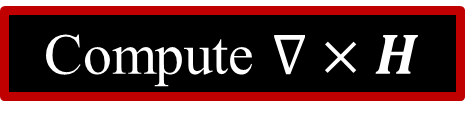 Compute ∇ × H